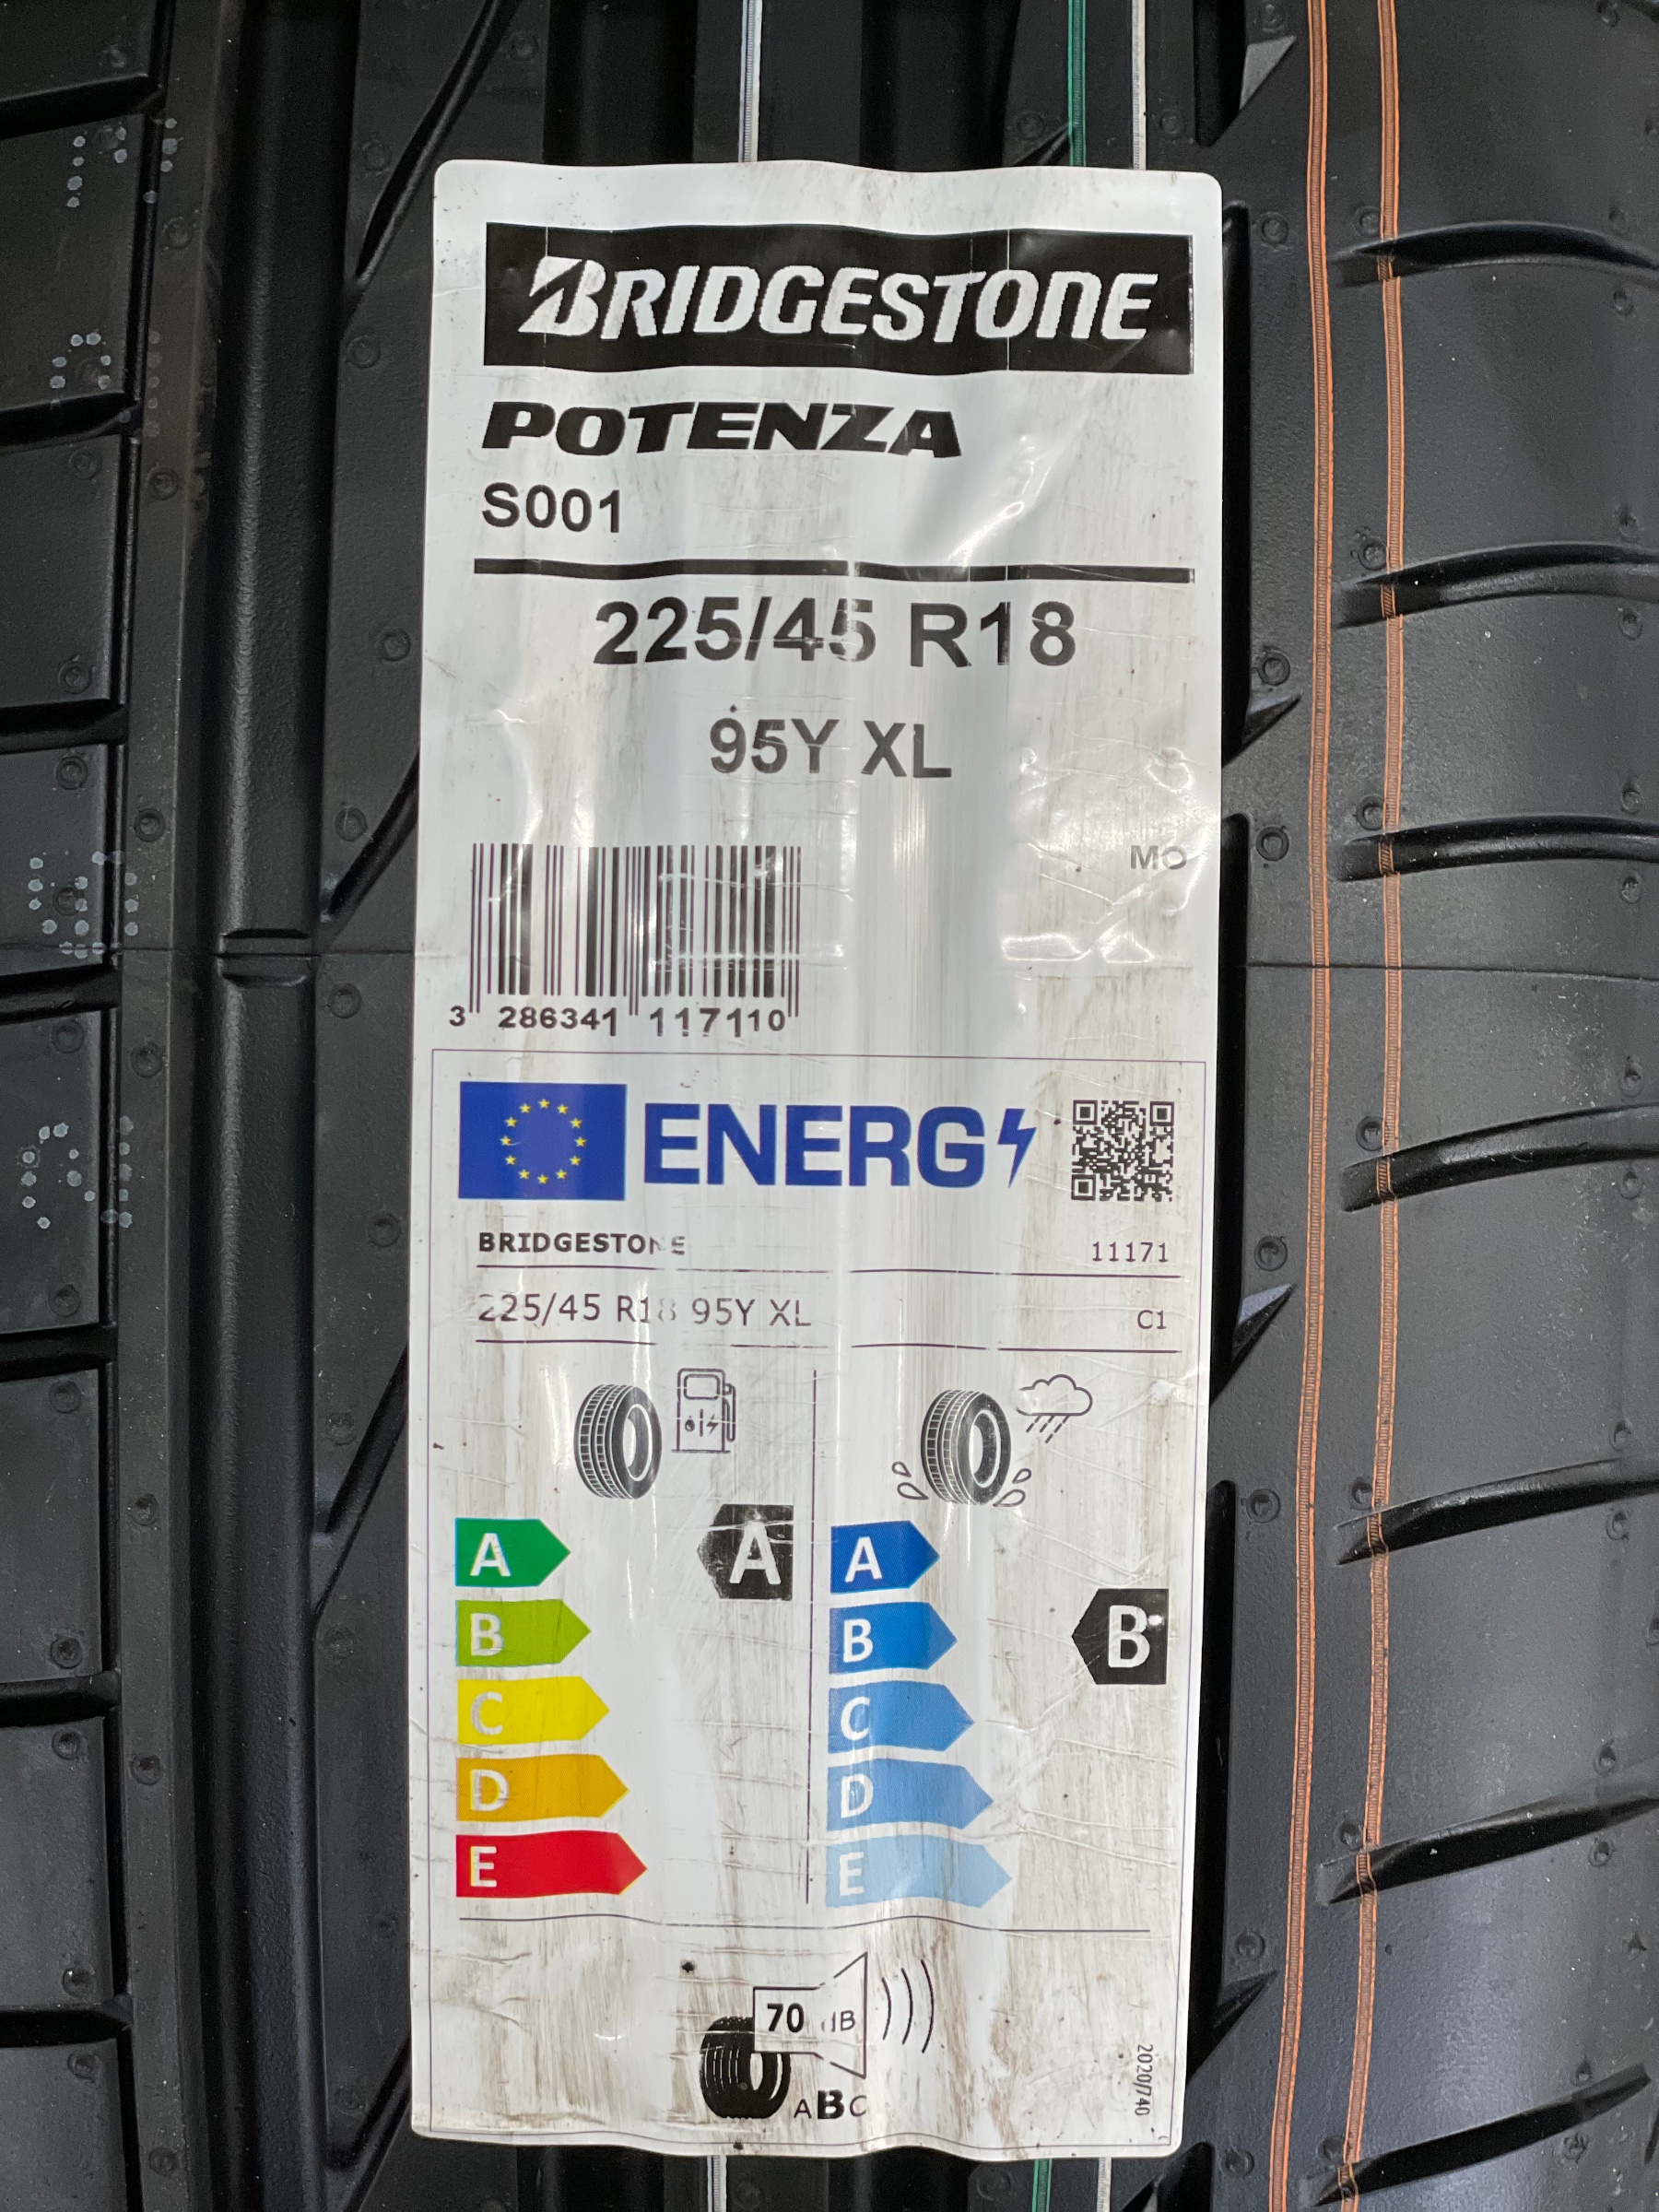 BRIDGESTONE
POTENZA
S001
225/45 R18
95Y XL
MO
3 286341 117110
ENERG
BRIDGESTONE 11171
225/45 R18 95Y XL C1
A A A
B B B
C C
D D
E E
70 dB
ABC
2020/740